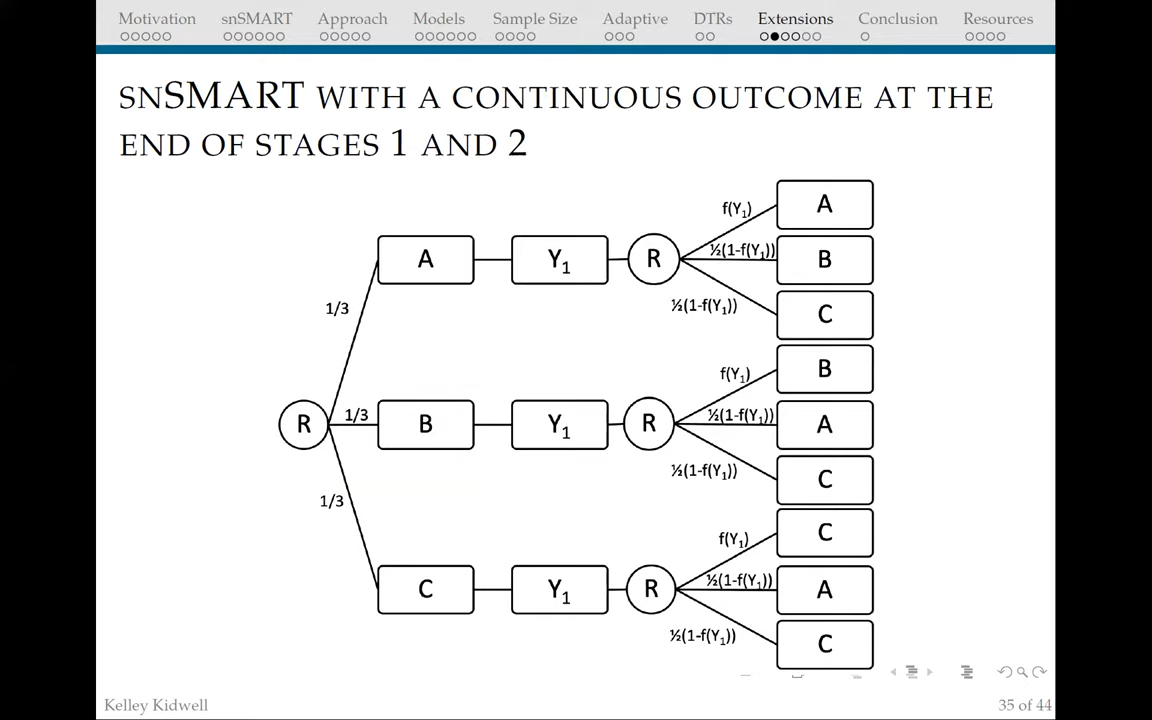 Motivation snSMART Approach Models Sample Size Adaptive DTRs Extensions Conclusion Resources
SNSMART WITH A CONTINUOUS OUTCOME AT THE
END OF STAGES 1 AND 2
f(Y₁) A
A Y₁ R ½(1-f(Y₁)) B
1/3 ½(1-f(Y₁)) C
f(Y₁) B
R 1/3 B Y₁ R ½(1-f(Y₁)) A
½(1-f(Y₁)) C
1/3
f(Y₁) C
C Y₁ R ½(1-f(Y₁)) A
½(1-f(Y₁)) C
Kelley Kidwell 35 of 44